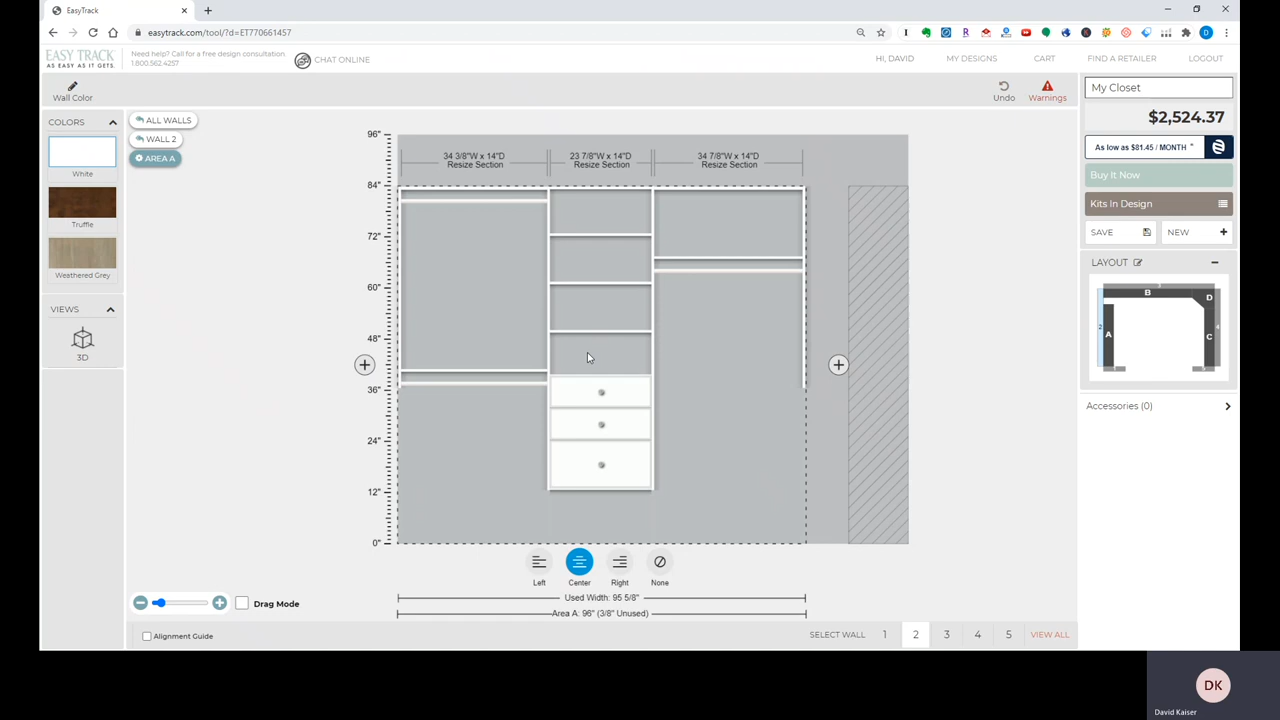 EasyTrack
easytrack.com/tool/?d=ET770661457
EASY TRACK
AS EASY AS IT GETS.
Need help? Call for a free design consultation.
1 800.562.4257
CHAT ONLINE
HI, DAVID
MY DESIGNS
CART
FIND A RETAILER
LOGOUT
Wall Color
Undo
Warnings
My Closet
$2,524.37
As low as $81.45 / MONTH *
Buy It Now
Kits In Design
SAVE
NEW
LAYOUT
3
B
D
2
A
C
4
Accessories (0)
COLORS
White
Truffle
Weathered Grey
VIEWS
3D
ALL WALLS
WALL 2
AREA A
96"
84"
72"
60"
48"
36"
24"
12"
0"
34 3/8"W x 14"D
Resize Section
23 7/8"W x 14"D
Resize Section
34 7/8"W x 14"D
Resize Section
Left
Center
Right
None
Used Width: 95 5/8"
Area A: 96" (3/8" Unused)
Drag Mode
Alignment Guide
SELECT WALL
1
2
3
4
5
VIEW ALL
DK
David Kaiser